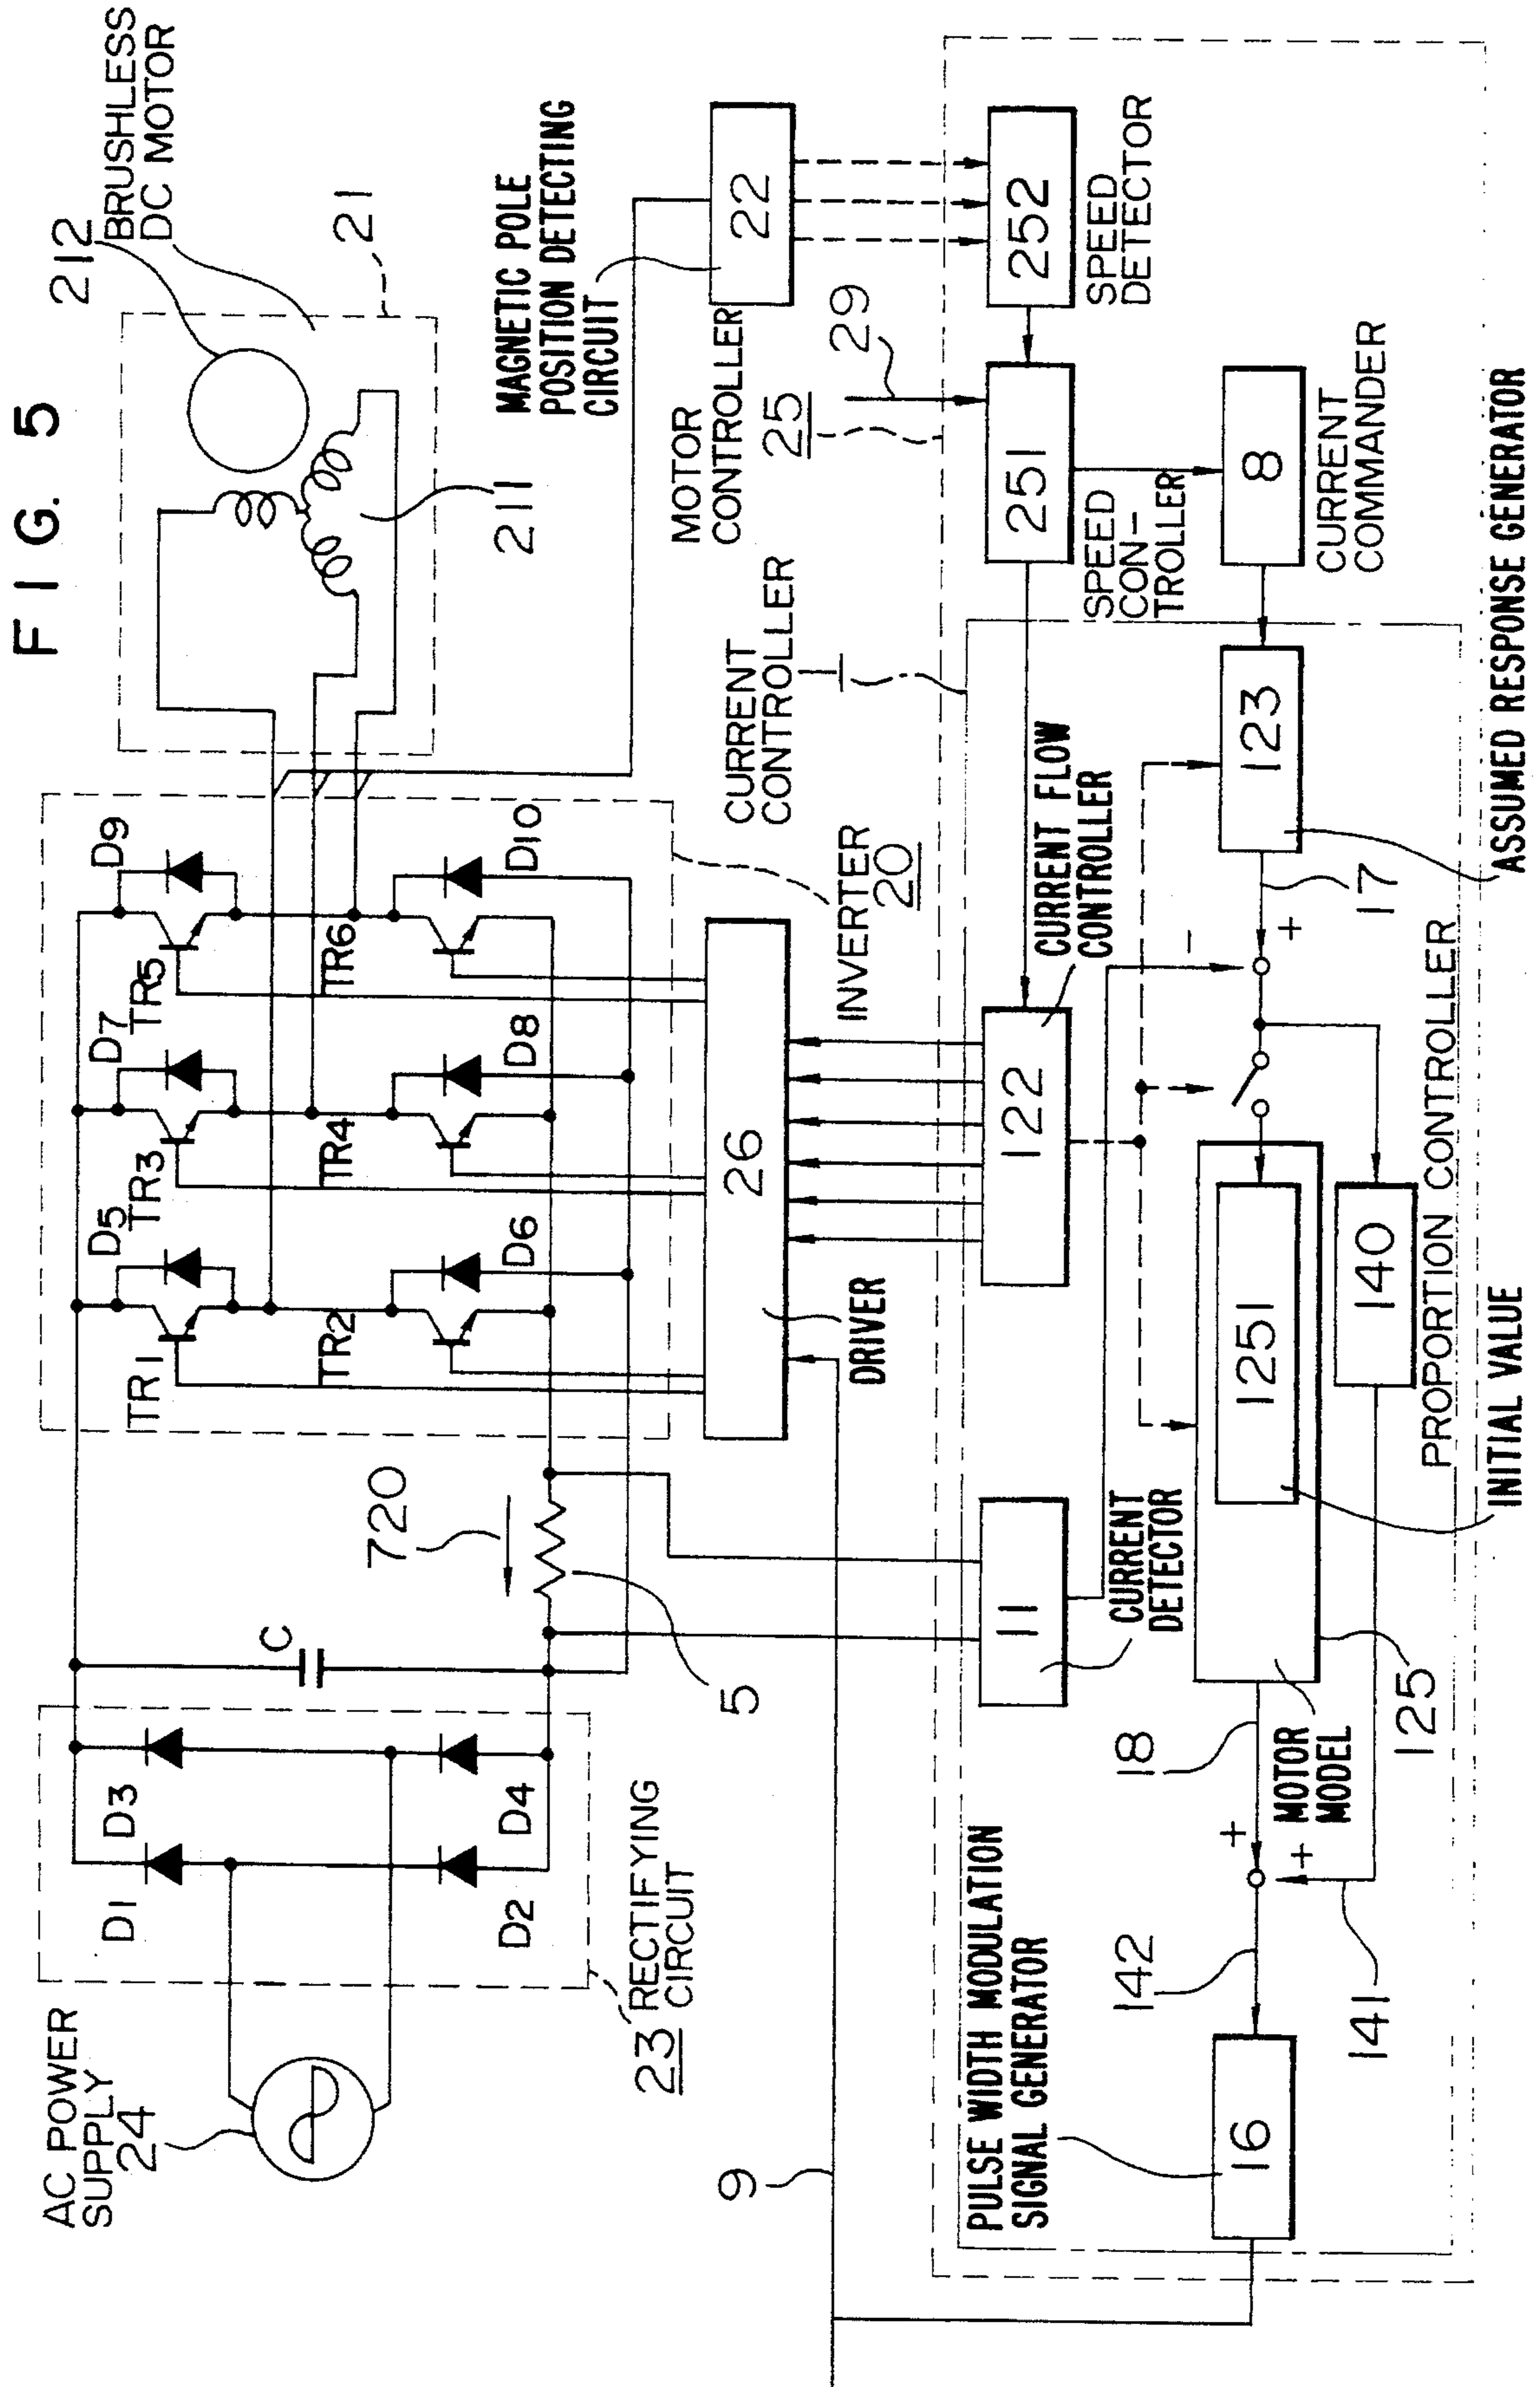 FIG. 5
AC POWER
SUPPLY
24
23 RECTIFYING
CIRCUIT
D1
D2
D3
D4
C
5
720
TR1
TR2
TR3
TR4
TR5
TR6
D5
D6
D7
D8
D9
D10
INVERTER
20
212
BRUSHLESS
DC MOTOR
21
211
MAGNETIC POLE
POSITION DETECTING
CIRCUIT
22
26
DRIVER
9
MOTOR
CONTROLLER
25
29
CURRENT
CONTROLLER
1
252
SPEED
DETECTOR
251
SPEED
CON-
TROLLER
8
CURRENT
COMMANDER
122
CURRENT FLOW
CONTROLLER
11
CURRENT
DETECTOR
123
ASSUMED RESPONSE GENERATOR
17
+
-
1251
INITIAL VALUE
140
PROPORTION CONTROLLER
125
MOTOR
MODEL
18
+
+
141
142
PULSE WIDTH MODULATION
SIGNAL GENERATOR
16